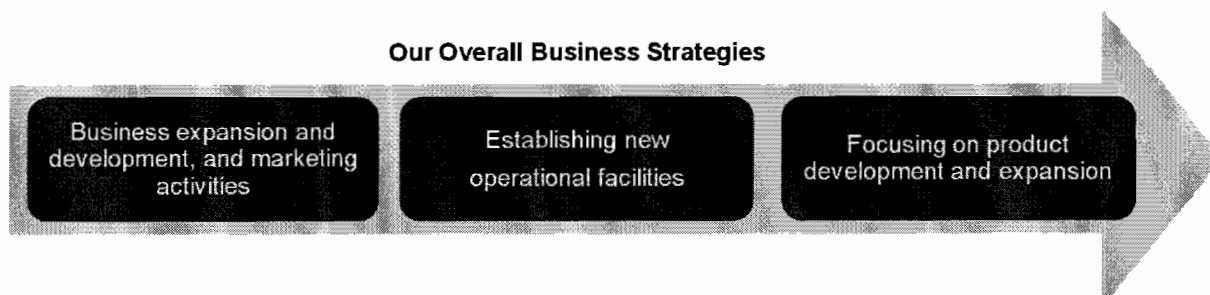 Our Overall Business Strategies
Business expansion and
development, and marketing
activities
Establishing new
operational facilities
Focusing on product
development and expansion